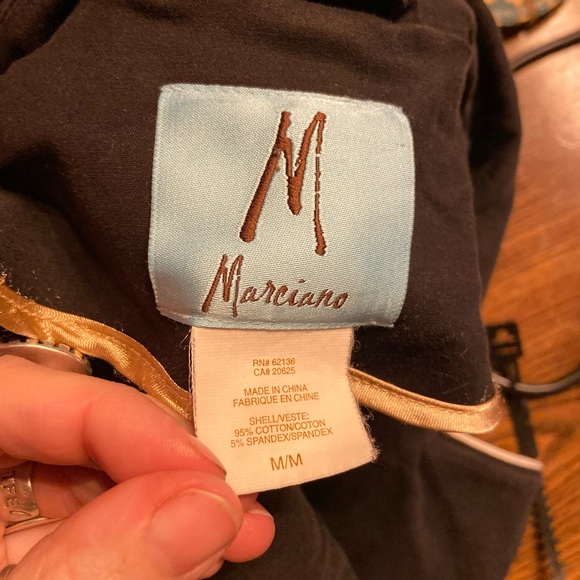 M
Marciano
RN# 62136
CA# 20625
MADE IN CHINA
FABRIQUE EN CHINE
SHELL/VESTE:
95% COTTON/COTON
5% SPANDEX/SPANDEX
M/M